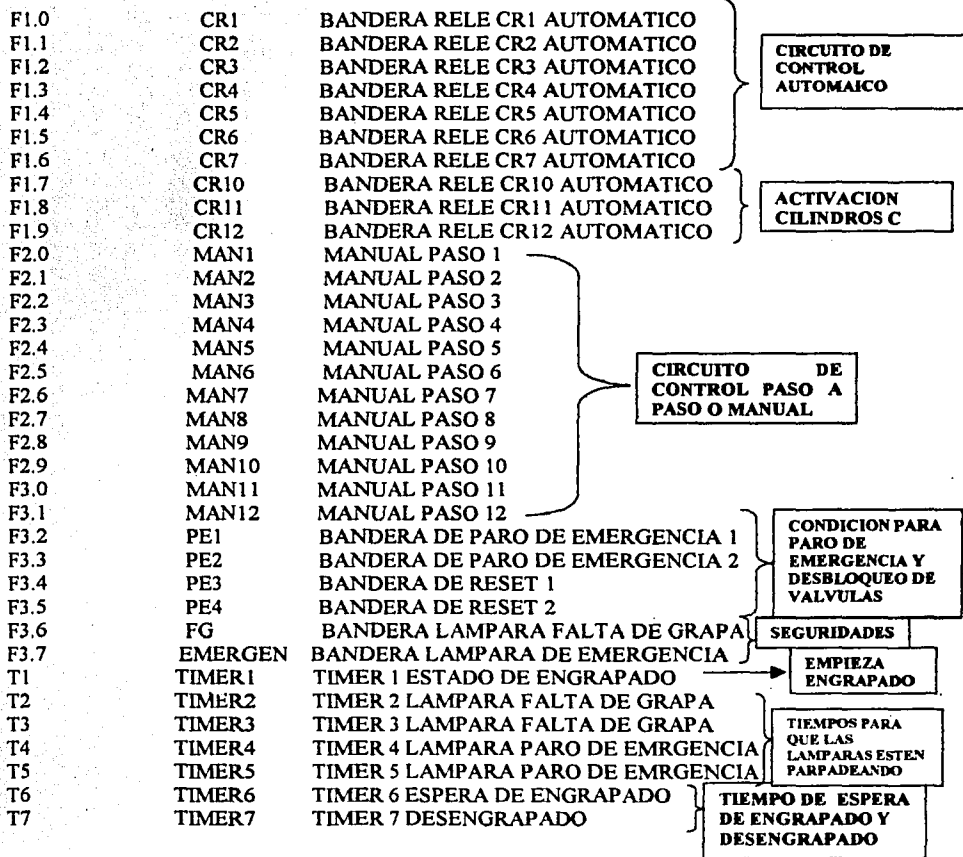 F1.0 CR1 BANDERA RELE CR1 AUTOMATICO
F1.1 CR2 BANDERA RELE CR2 AUTOMATICO
F1.2 CR3 BANDERA RELE CR3 AUTOMATICO
F1.3 CR4 BANDERA RELE CR4 AUTOMATICO
F1.4 CR5 BANDERA RELE CR5 AUTOMATICO
F1.5 CR6 BANDERA RELE CR6 AUTOMATICO
F1.6 CR7 BANDERA RELE CR7 AUTOMATICO
CIRCUITO DE
CONTROL
AUTOMAICO
F1.7 CR10 BANDERA RELE CR10 AUTOMATICO
F1.8 CR11 BANDERA RELE CR11 AUTOMATICO
F1.9 CR12 BANDERA RELE CR12 AUTOMATICO
ACTIVACION
CILINDROS C
F2.0 MAN1 MANUAL PASO 1
F2.1 MAN2 MANUAL PASO 2
F2.2 MAN3 MANUAL PASO 3
F2.3 MAN4 MANUAL PASO 4
F2.4 MAN5 MANUAL PASO 5
F2.5 MAN6 MANUAL PASO 6
F2.6 MAN7 MANUAL PASO 7
F2.7 MAN8 MANUAL PASO 8
F2.8 MAN9 MANUAL PASO 9
F2.9 MAN10 MANUAL PASO 10
F3.0 MAN11 MANUAL PASO 11
F3.1 MAN12 MANUAL PASO 12
CIRCUITO DE
CONTROL PASO A
PASO O MANUAL
F3.2 PE1 BANDERA DE PARO DE EMERGENCIA 1
F3.3 PE2 BANDERA DE PARO DE EMERGENCIA 2
F3.4 PE3 BANDERA DE RESET 1
F3.5 PE4 BANDERA DE RESET 2
CONDICION PARA
PARO DE
EMERGENCIA Y
DESBLOQUEO DE
VALVULAS
F3.6 FG BANDERA LAMPARA FALTA DE GRAPA
F3.7 EMERGEN BANDERA LAMPARA DE EMERGENCIA
SEGURIDADES
T1 TIMER1 TIMER 1 ESTADO DE ENGRAPADO
EMPIEZA
ENGRAPADO
T2 TIMER2 TIMER 2 LAMPARA FALTA DE GRAPA
T3 TIMER3 TIMER 3 LAMPARA FALTA DE GRAPA
T4 TIMER4 TIMER 4 LAMPARA PARO DE EMRGENCIA
T5 TIMER5 TIMER 5 LAMPARA PARO DE EMRGENCIA
TIEMPOS PARA
QUE LAS
LAMPARAS ESTEN
PARPADEANDO
T6 TIMER6 TIMER 6 ESPERA DE ENGRAPADO
T7 TIMER7 TIMER 7 DESENGRAPADO
TIEMPO DE ESPERA
DE ENGRAPADO Y
DESENGRAPADO